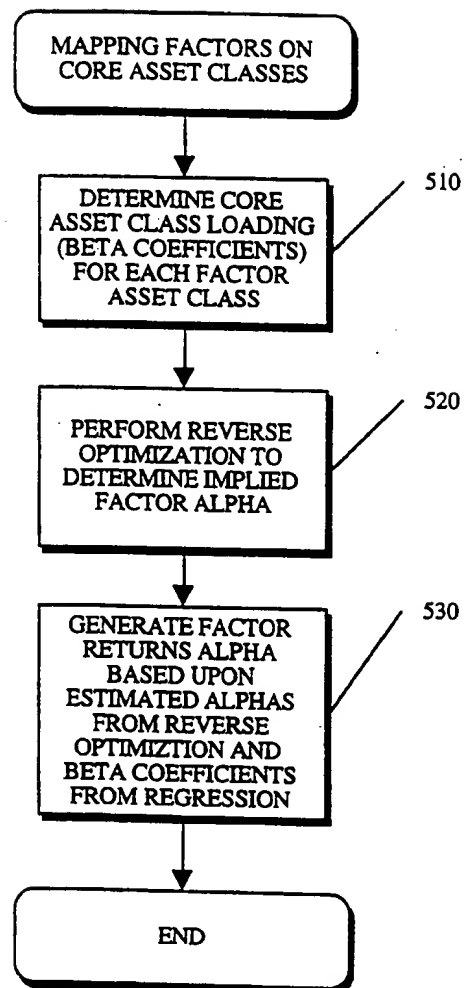 MAPPING FACTORS ON
CORE ASSET CLASSES
510
DETERMINE CORE
ASSET CLASS LOADING
(BETA COEFFICIENTS)
FOR EACH FACTOR
ASSET CLASS
520
PERFORM REVERSE
OPTIMIZATION TO
DETERMINE IMPLIED
FACTOR ALPHA
530
GENERATE FACTOR
RETURNS ALPHA
BASED UPON
ESTIMATED ALPHAS
FROM REVERSE
OPTIMIZTION AND
BETA COEFFICIENTS
FROM REGRESSION
END